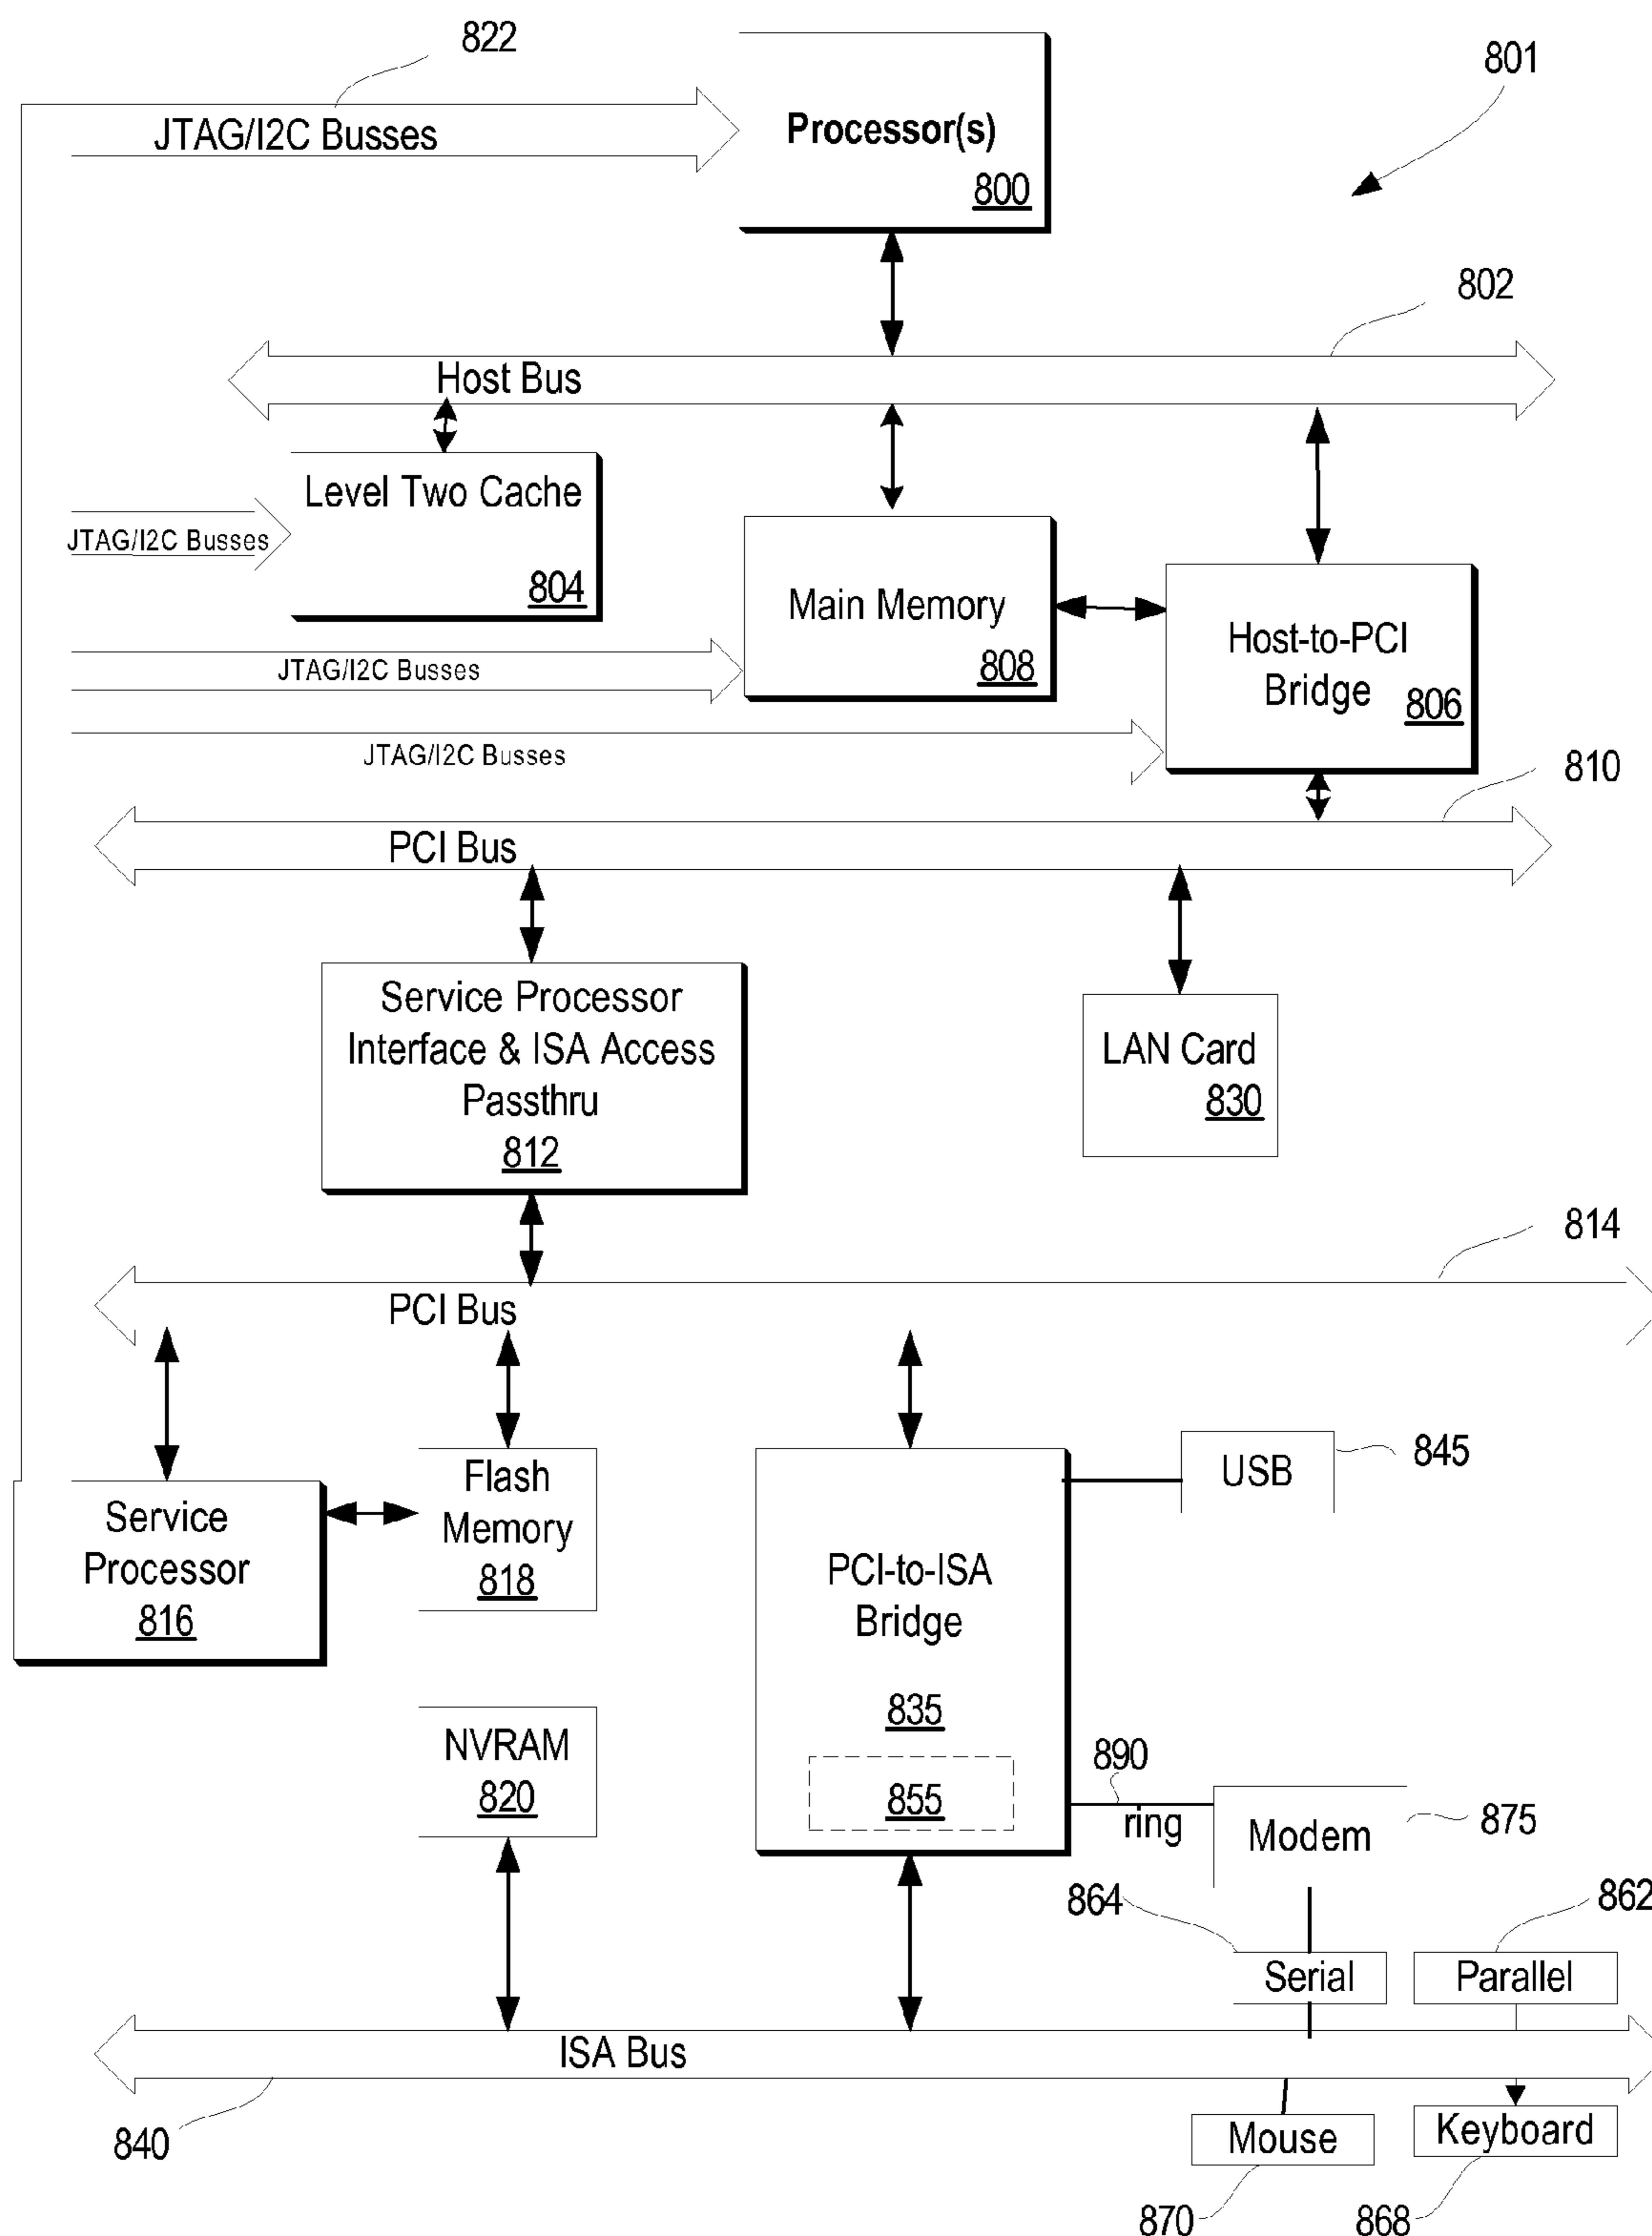 822
801
JTAG/I2C Busses
Processor(s)
800
802
Host Bus
Level Two Cache
804
JTAG/I2C Busses
Main Memory
808
Host-to-PCI
Bridge
806
JTAG/I2C Busses
JTAG/I2C Busses
810
PCI Bus
Service Processor
Interface & ISA Access
Passthru
812
LAN Card
830
814
PCI Bus
Service
Processor
816
Flash
Memory
818
PCI-to-ISA
Bridge
835
855
USB
845
NVRAM
820
890
ring
Modem
875
864
862
Serial
Parallel
ISA Bus
840
Mouse
Keyboard
870
868